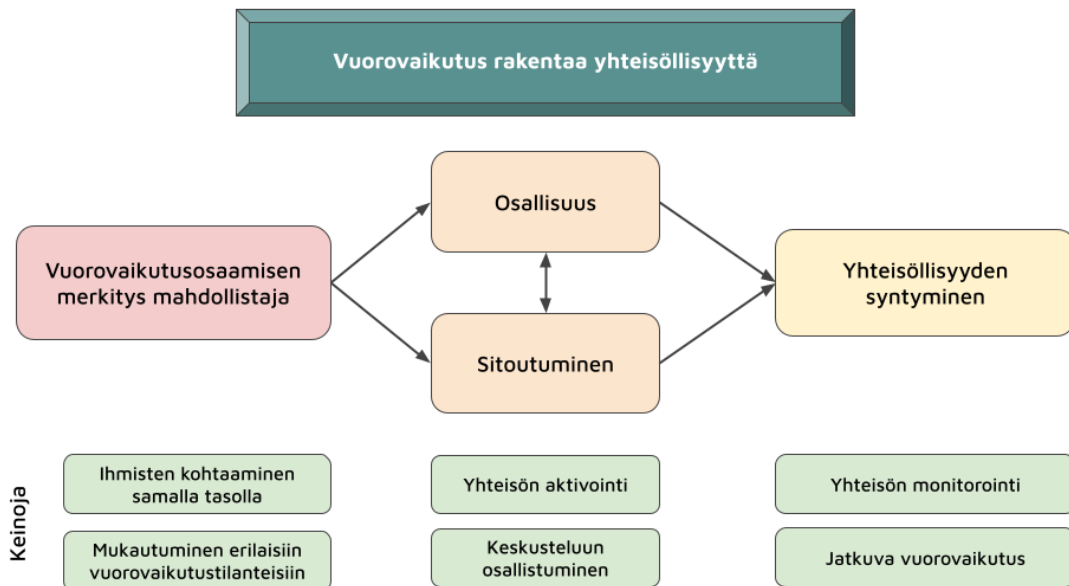 Vuorovaikutus rakentaa yhteisöllisyyttä
Osallisuus
Vuorovaikutusosaamisen
merkitys mahdollistaja
Yhteisöllisyyden
syntyminen
Sitoutuminen
Keinoja
Ihmisten kohtaaminen
samalla tasolla
Yhteisön aktivointi
Yhteisön monitorointi
Mukautuminen erilaisiin
vuorovaikutustilanteisiin
Keskusteluun
osallistuminen
Jatkuva vuorovaikutus